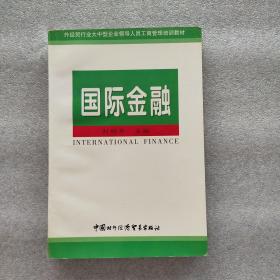 外经贸行业大中型企业领导人员工商管理培训教材
国际金融
主编
INTERNATIONAL FINANCE
中国对外经济贸易出版社